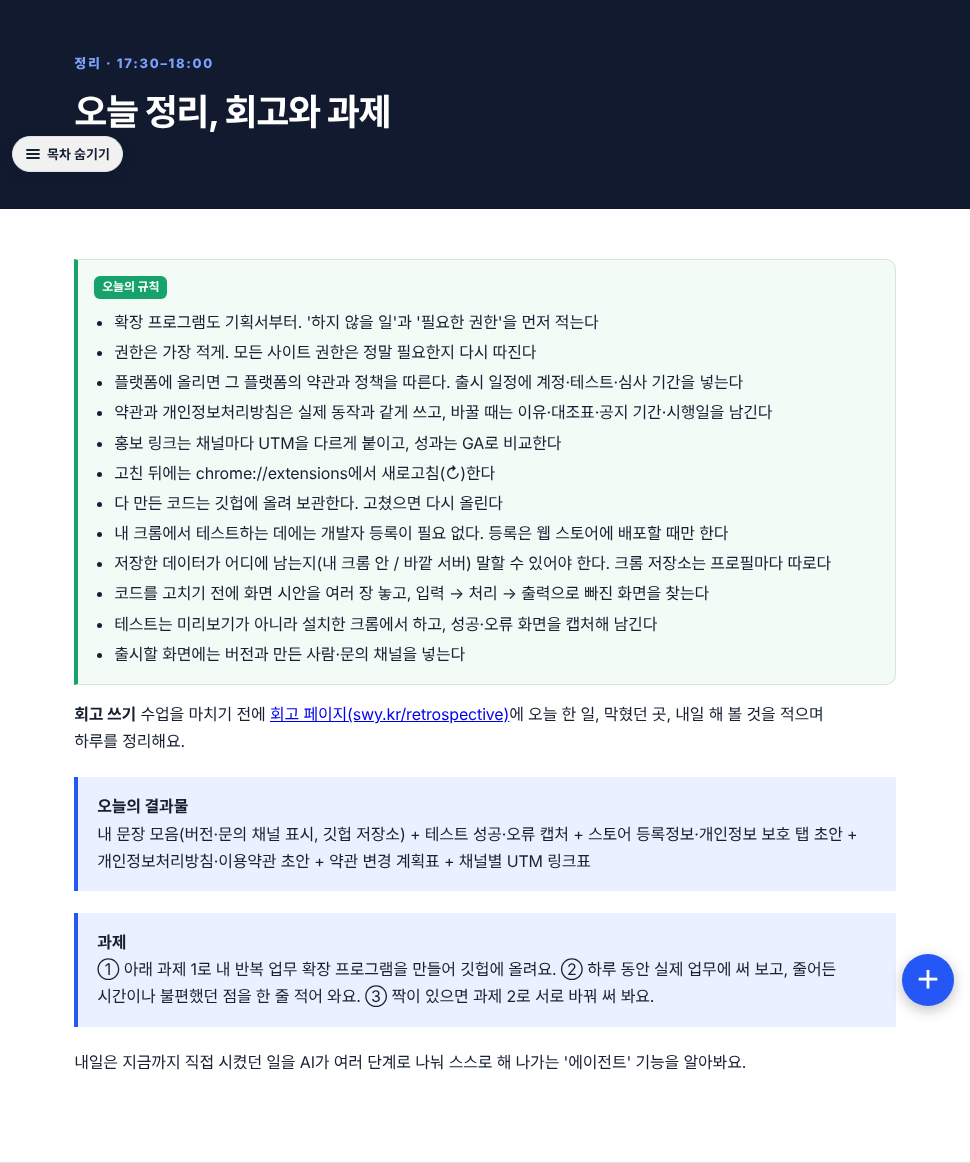 정리 · 17:30–18:00
오늘 정리, 회고와 과제
목차 숨기기
오늘의 규칙
확장 프로그램도 기획서부터. '하지 않을 일'과 '필요한 권한'을 먼저 적는다
권한은 가장 적게. 모든 사이트 권한은 정말 필요한지 다시 따진다
플랫폼에 올리면 그 플랫폼의 약관과 정책을 따른다. 출시 일정에 계정·테스트·심사 기간을 넣는다
약관과 개인정보처리방침은 실제 동작과 같게 쓰고, 바꿀 때는 이유·대조표·공지 기간·시행일을 남긴다
홍보 링크는 채널마다 UTM을 다르게 붙이고, 성과는 GA로 비교한다
고친 뒤에는 chrome://extensions에서 새로고침(↻)한다
다 만든 코드는 깃헙에 올려 보관한다. 고쳤으면 다시 올린다
내 크롬에서 테스트하는 데에는 개발자 등록이 필요 없다. 등록은 웹 스토어에 배포할 때만 한다
저장한 데이터가 어디에 남는지(내 크롬 안 / 바깥 서버) 말할 수 있어야 한다. 크롬 저장소는 프로필마다 따로다
코드를 고치기 전에 화면 시안을 여러 장 놓고, 입력 → 처리 → 출력으로 빠진 화면을 찾는다
테스트는 미리보기가 아니라 설치한 크롬에서 하고, 성공·오류 화면을 캡처해 남긴다
출시할 화면에는 버전과 만든 사람·문의 채널을 넣는다
회고 쓰기 수업을 마치기 전에 회고 페이지(swy.kr/retrospective)에 오늘 한 일, 막혔던 곳, 내일 해 볼 것을 적으며
하루를 정리해요.
오늘의 결과물
내 문장 모음(버전·문의 채널 표시, 깃헙 저장소) + 테스트 성공·오류 캡처 + 스토어 등록정보·개인정보 보호 탭 초안 +
개인정보처리방침·이용약관 초안 + 약관 변경 계획표 + 채널별 UTM 링크표
과제
① 아래 과제 1로 내 반복 업무 확장 프로그램을 만들어 깃헙에 올려요. ② 하루 동안 실제 업무에 써 보고, 줄어든
시간이나 불편했던 점을 한 줄 적어 와요. ③ 짝이 있으면 과제 2로 서로 바꿔 써 봐요.
내일은 지금까지 직접 시켰던 일을 AI가 여러 단계로 나눠 스스로 해 나가는 '에이전트' 기능을 알아봐요.